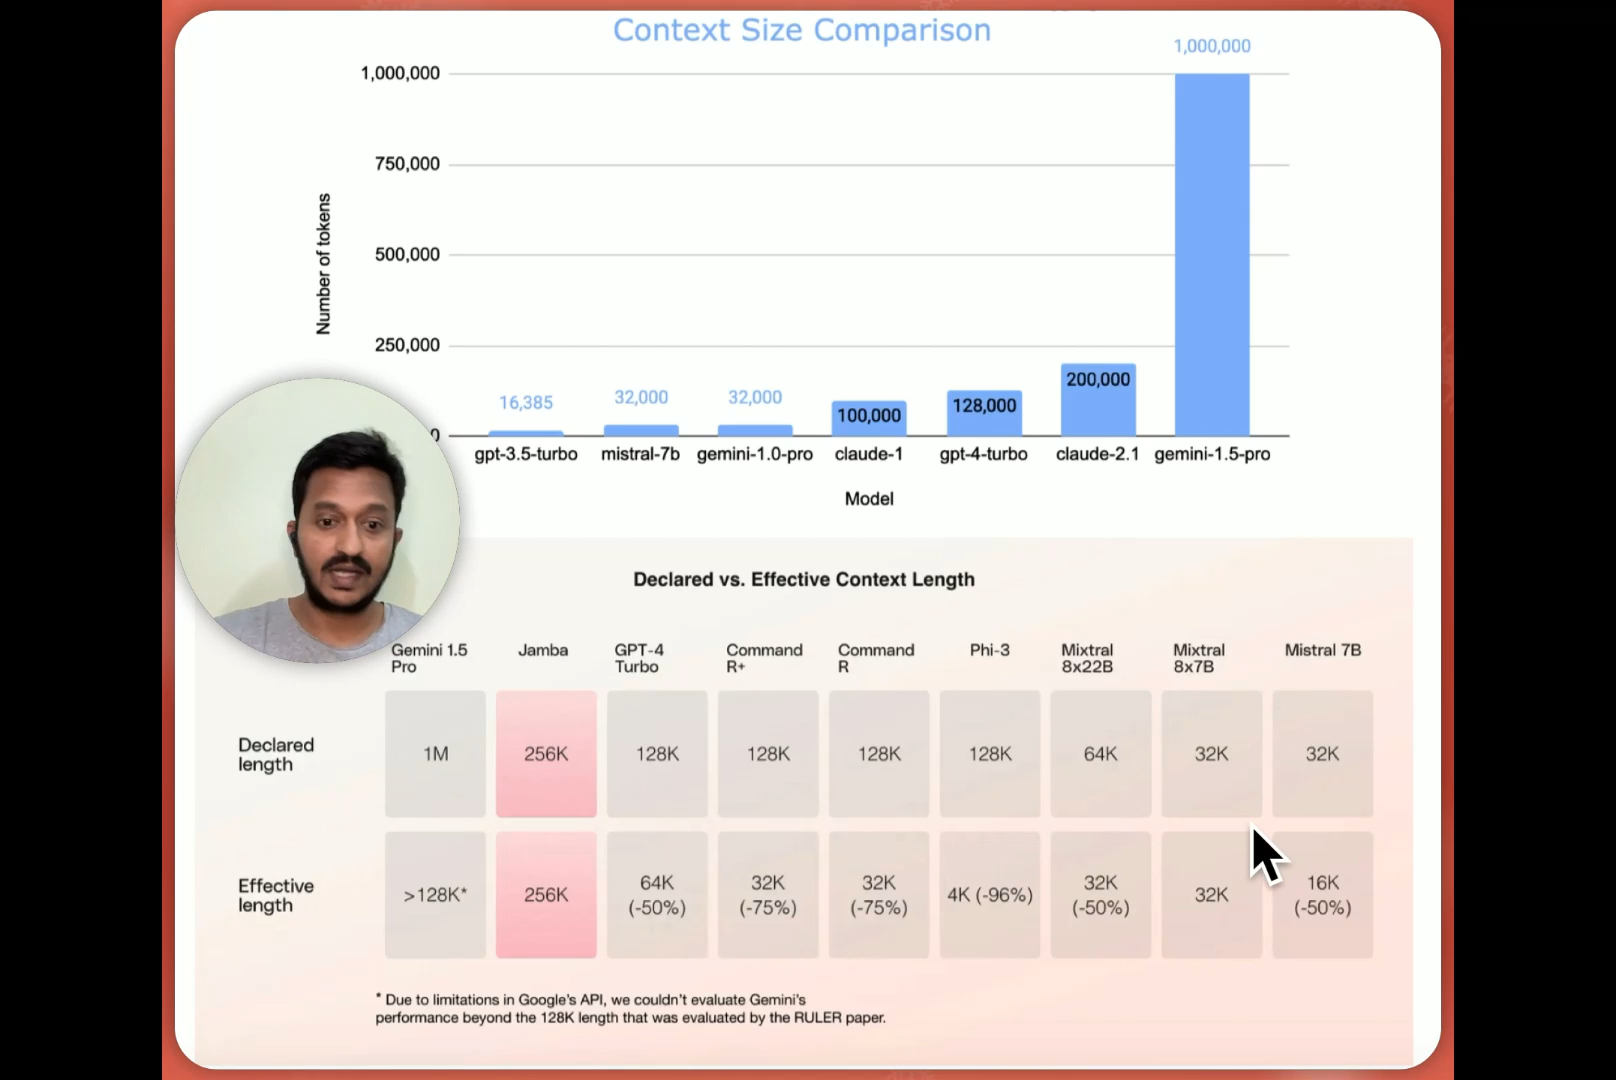 Context Size Comparison
1,000,000
1,000,000
750,000
500,000
250,000
0
Number of tokens
16,385
32,000
32,000
100,000
128,000
200,000
gpt-3.5-turbo
mistral-7b
gemini-1.0-pro
claude-1
gpt-4-turbo
claude-2.1
gemini-1.5-pro
Model
Declared vs. Effective Context Length
Gemini 1.5
Pro
Jamba
GPT-4
Turbo
Command
R+
Command
R
Phi-3
Mixtral
8x22B
Mixtral
8x7B
Mistral 7B
Declared
length
1M
256K
128K
128K
128K
128K
64K
32K
32K
Effective
length
>128K*
256K
64K
(-50%)
32K
(-75%)
32K
(-75%)
4K (-96%)
32K
(-50%)
32K
16K
(-50%)
* Due to limitations in Google's API, we couldn't evaluate Gemini's
performance beyond the 128K length that was evaluated by the RULER paper.